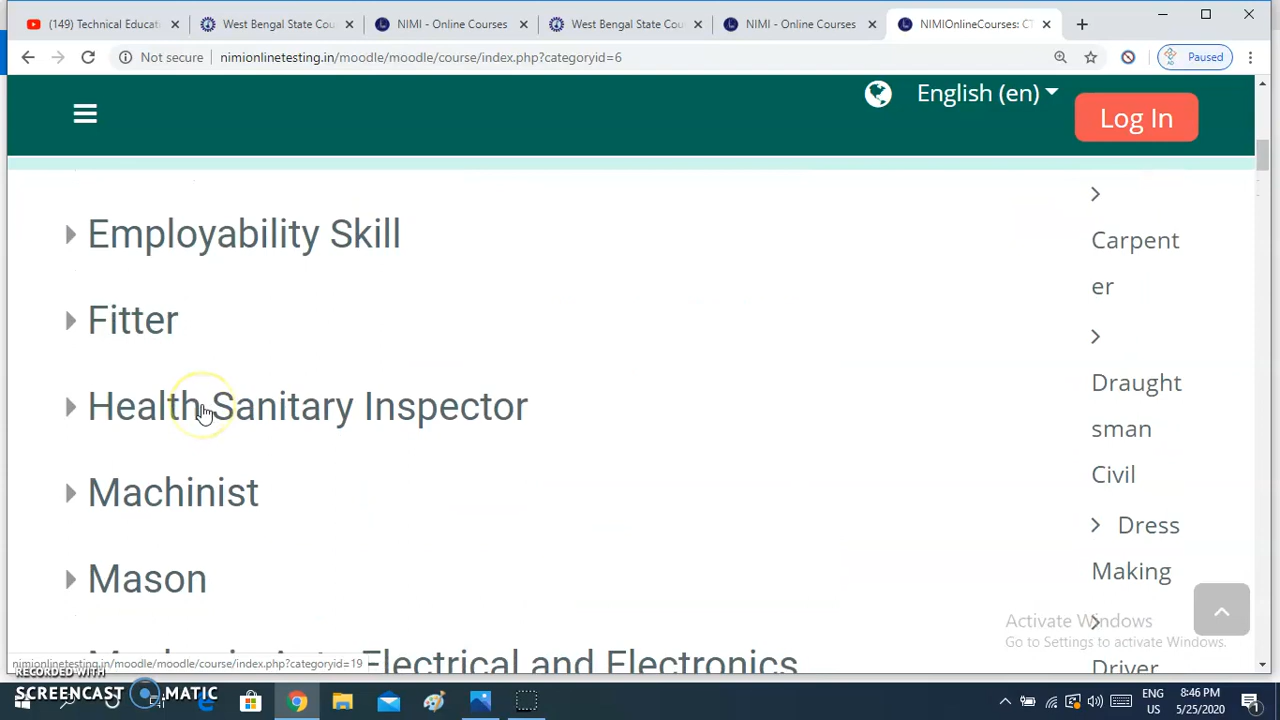 (149) Technical Educat
West Bengal State Cou
NIMI - Online Courses
West Bengal State Cou
NIMI - Online Courses
NIMIOnlineCourses: CT
Not secure
nimionlinetesting.in/moodle/moodle/course/index.php?categoryid=6
Paused
English (en)
Log In
Employability Skill
Fitter
Health Sanitary Inspector
Machinist
Mason
Electrical and Electronics
Carpent
er
Draught
sman
Civil
Dress
Making
Driver
Activate Windows
Go to Settings to activate Windows.
nimionlinetesting.in/moodle/moodle/course/index.php?categoryid=19
RECORDED WITH
SCREENCAST MATIC
ENG
US
8:46 PM
5/25/2020